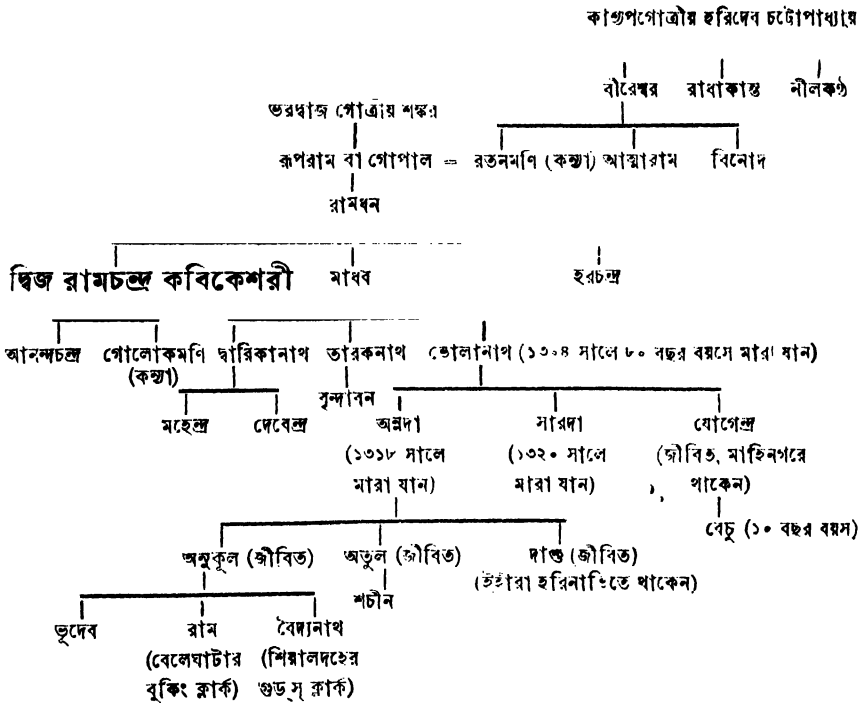 কাশ্যপগোত্রীয় হরিদেব চট্টোপাধ্যায়
বীরেশ্বর রাধাকান্ত নীলকণ্ঠ
ভরদ্বাজ গোত্রীয় শঙ্কর
রূপরাম বা গোপাল = রতনমণি (কন্যা) আত্মারাম বিনোদ
রামধন
দ্বিজ রামচন্দ্র কবিকেশরী মাধব হরচন্দ্র
আনন্দচন্দ্র গোলোকমণি দ্বারিকানাথ তারকনাথ ভোলানাথ (১৩০৪ সালে ৮০ বছর বয়সে মারা যান)
(কন্যা)
বৃন্দাবন
মহেন্দ্র দেবেন্দ্র অন্নদা সারদা যোগেন্দ্র
(১৩১৮ সালে (১৩২০ সালে (জীবিত, মাহিনগরে
মারা যান) মারা যান) থাকেন)
বেচু (১০ বছর বয়স)
অনুকূল (জীবিত) অতুল (জীবিত) দাশু (জীবিত)
(ইঁহারা হরিনাভিতে থাকেন)
শচীন
ভূদেব রাম বৈদ্যনাথ
(বেলেঘাটার (শিয়ালদহের
বুকিং ক্লার্ক) গুড্‌স্ ক্লার্ক)